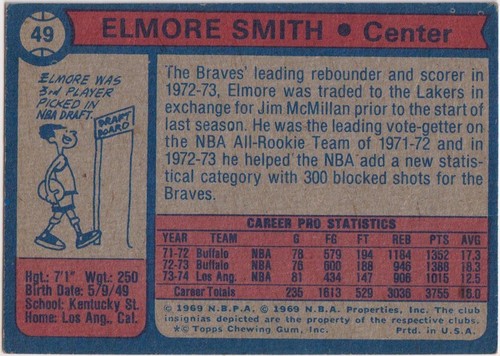 49
ELMORE SMITH • Center
ELMORE WAS
3RD PLAYER
PICKED IN
NBA DRAFT.
DRAFT
BOARD
The Braves' leading rebounder and scorer in
1972-73, Elmore was traded to the Lakers in
exchange for Jim McMillan prior to the start of
last season. He was the leading vote-getter on
the NBA All-Rookie Team of 1971-72 and in
1972-73 he helped the NBA add a new statis-
tical category with 300 blocked shots for the
Braves.
Hgt: 7'1" Wgt: 250
Birth Date: 5/9/49
School: Kentucky St.
Home: Los Ang., Cal.
CAREER PRO STATISTICS
YEAR TEAM G FG FT REB PTS AVG
71-72 Buffalo NBA 78 579 194 1184 1352 17.3
72-73 Buffalo NBA 76 600 188 946 1388 18.3
73-74 Los Ang. NBA 81 434 147 906 1015 12.5
Career Totals 235 1613 529 3036 3755 16.0
© 1969 N.B.P.A. © 1969 N.B.A. Properties, Inc. The club
insignias depicted are the property of the respective clubs.
*© Topps Chewing Gum, Inc. Prtd. in U.S.A.